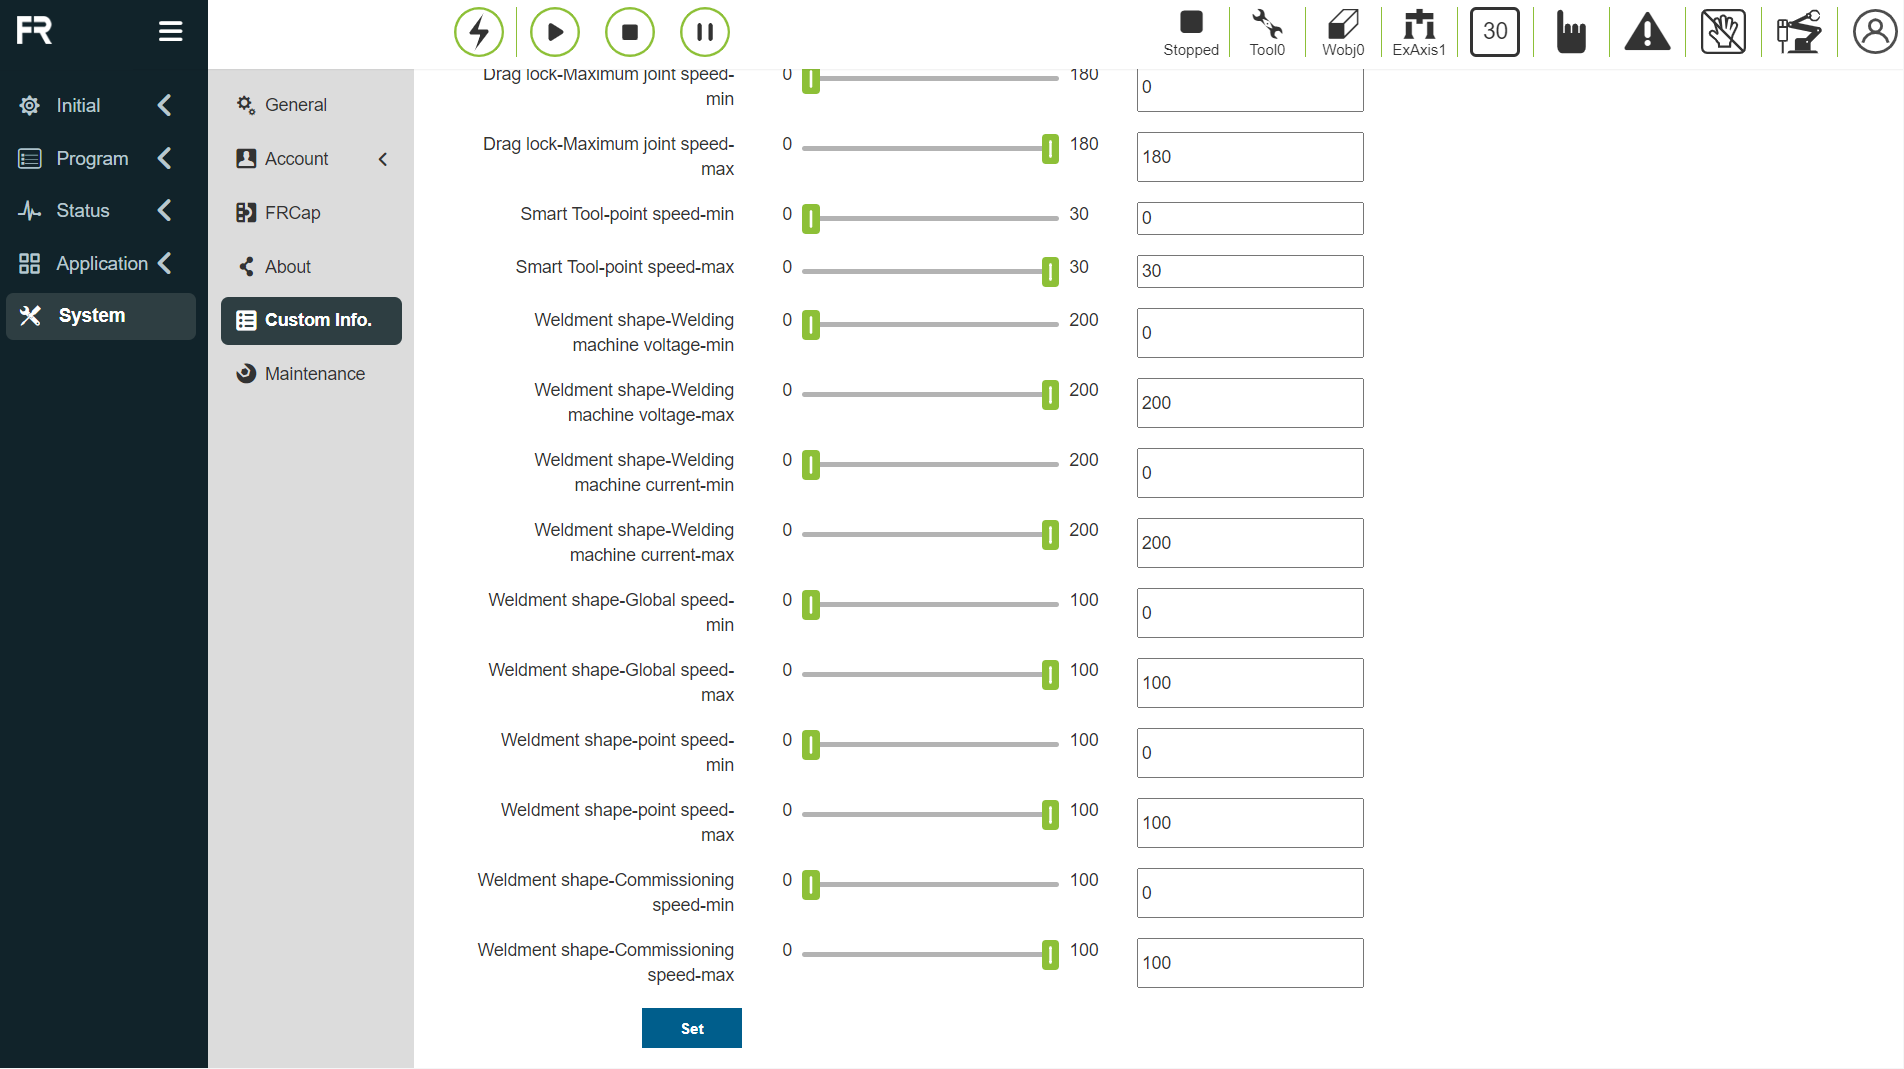 FR
Stopped
Tool0
Wobj0
ExAxis1
30
Initial
Program
Status
Application
System
General
Account
FRCap
About
Custom Info.
Maintenance
Drag lock-Maximum joint speed-
min
0
180
0
Drag lock-Maximum joint speed-
max
0
180
180
Smart Tool-point speed-min
0
30
0
Smart Tool-point speed-max
0
30
30
Weldment shape-Welding
machine voltage-min
0
200
0
Weldment shape-Welding
machine voltage-max
0
200
200
Weldment shape-Welding
machine current-min
0
200
0
Weldment shape-Welding
machine current-max
0
200
200
Weldment shape-Global speed-
min
0
100
0
Weldment shape-Global speed-
max
0
100
100
Weldment shape-point speed-
min
0
100
0
Weldment shape-point speed-
max
0
100
100
Weldment shape-Commissioning
speed-min
0
100
0
Weldment shape-Commissioning
speed-max
0
100
100
Set